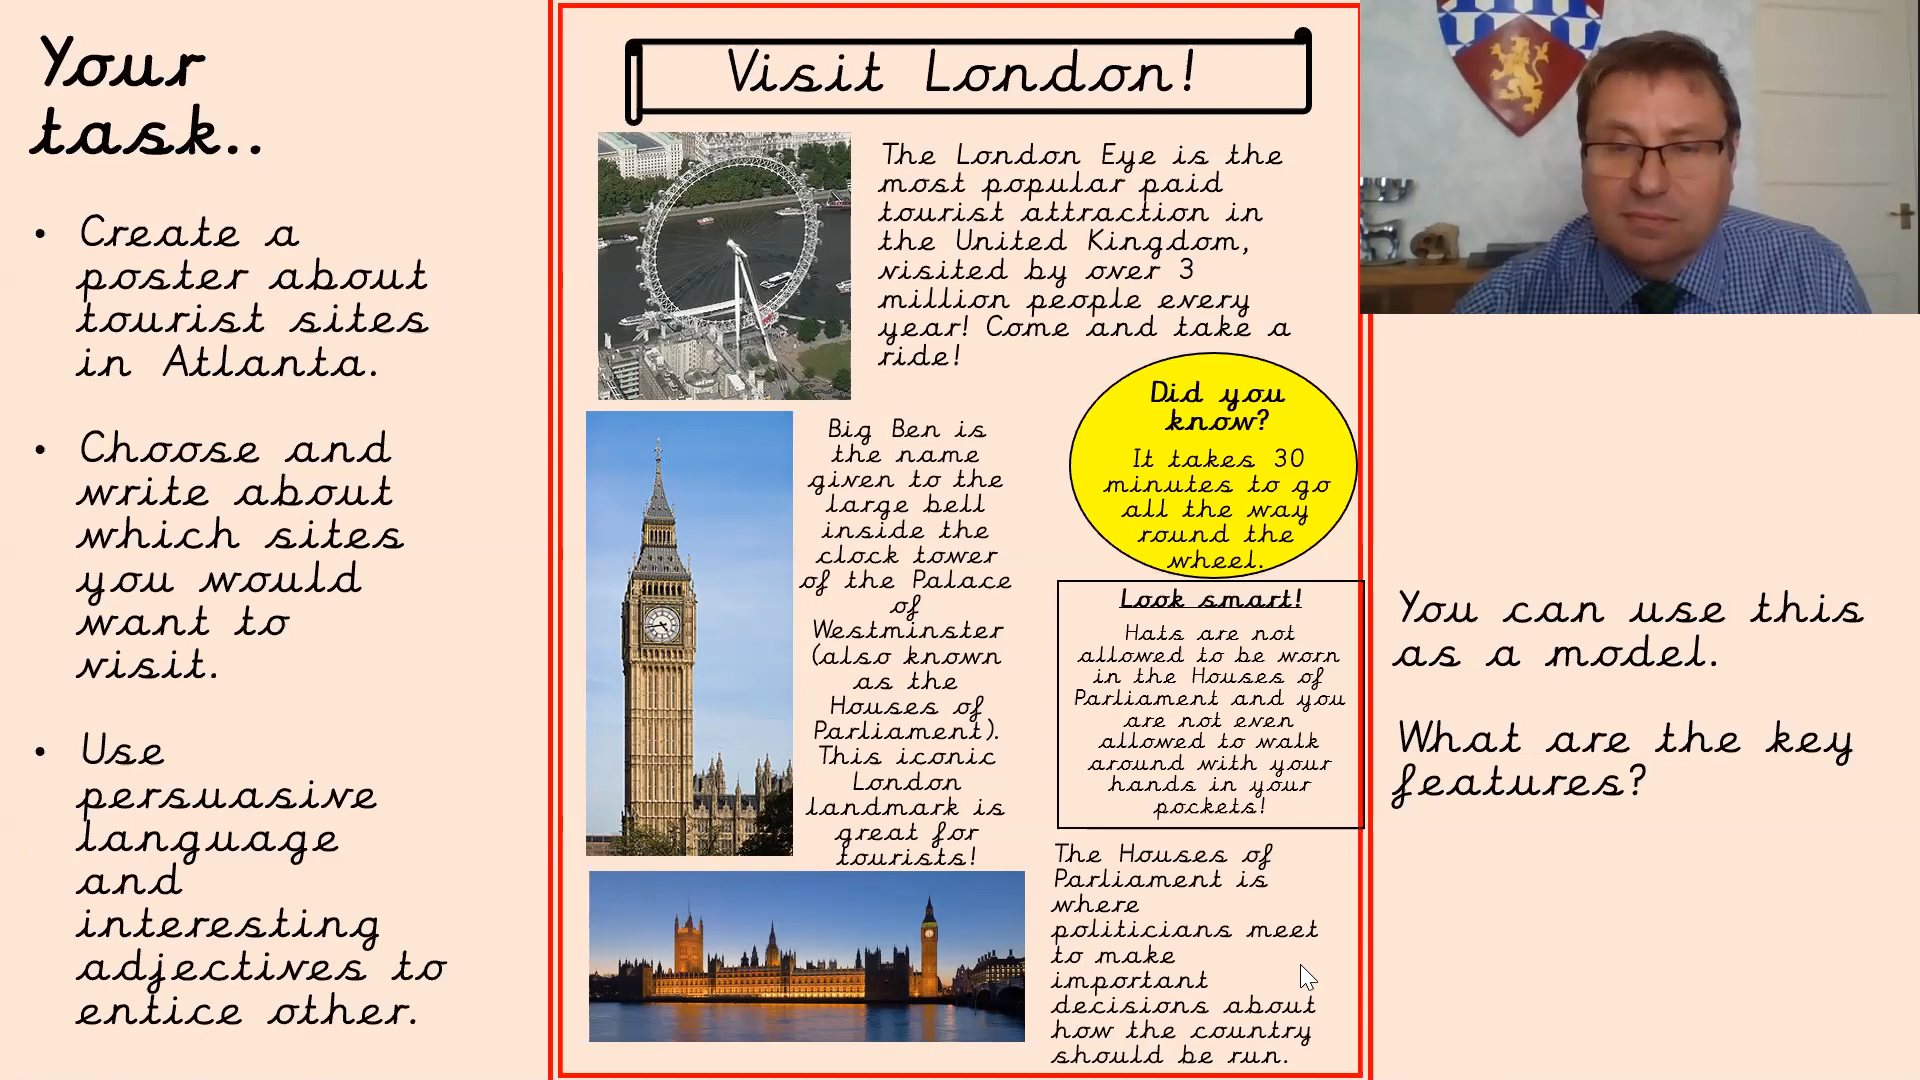 Your
task..
• Create a
poster about
tourist sites
in Atlanta.
• Choose and
write about
which sites
you would
want to
visit.
• Use
persuasive
language
and
interesting
adjectives to
entice other.
Visit London!
The London Eye is the
most popular paid
tourist attraction in
the United Kingdom,
visited by over 3
million people every
year! Come and take a
ride!
Did you
know?
It takes 30
minutes to go
all the way
round the
wheel.
Big Ben is
the name
given to the
large bell
inside the
clock tower
of the Palace
of
Westminster
(also known
as the
Houses of
Parliament).
This iconic
London
landmark is
great for
tourists!
Look smart!
Hats are not
allowed to be worn
in the Houses of
Parliament and you
are not even
allowed to walk
around with your
hands in your
pockets!
The Houses of
Parliament is
where
politicians meet
to make
important
decisions about
how the country
should be run.
You can use this
as a model.
What are the key
features?